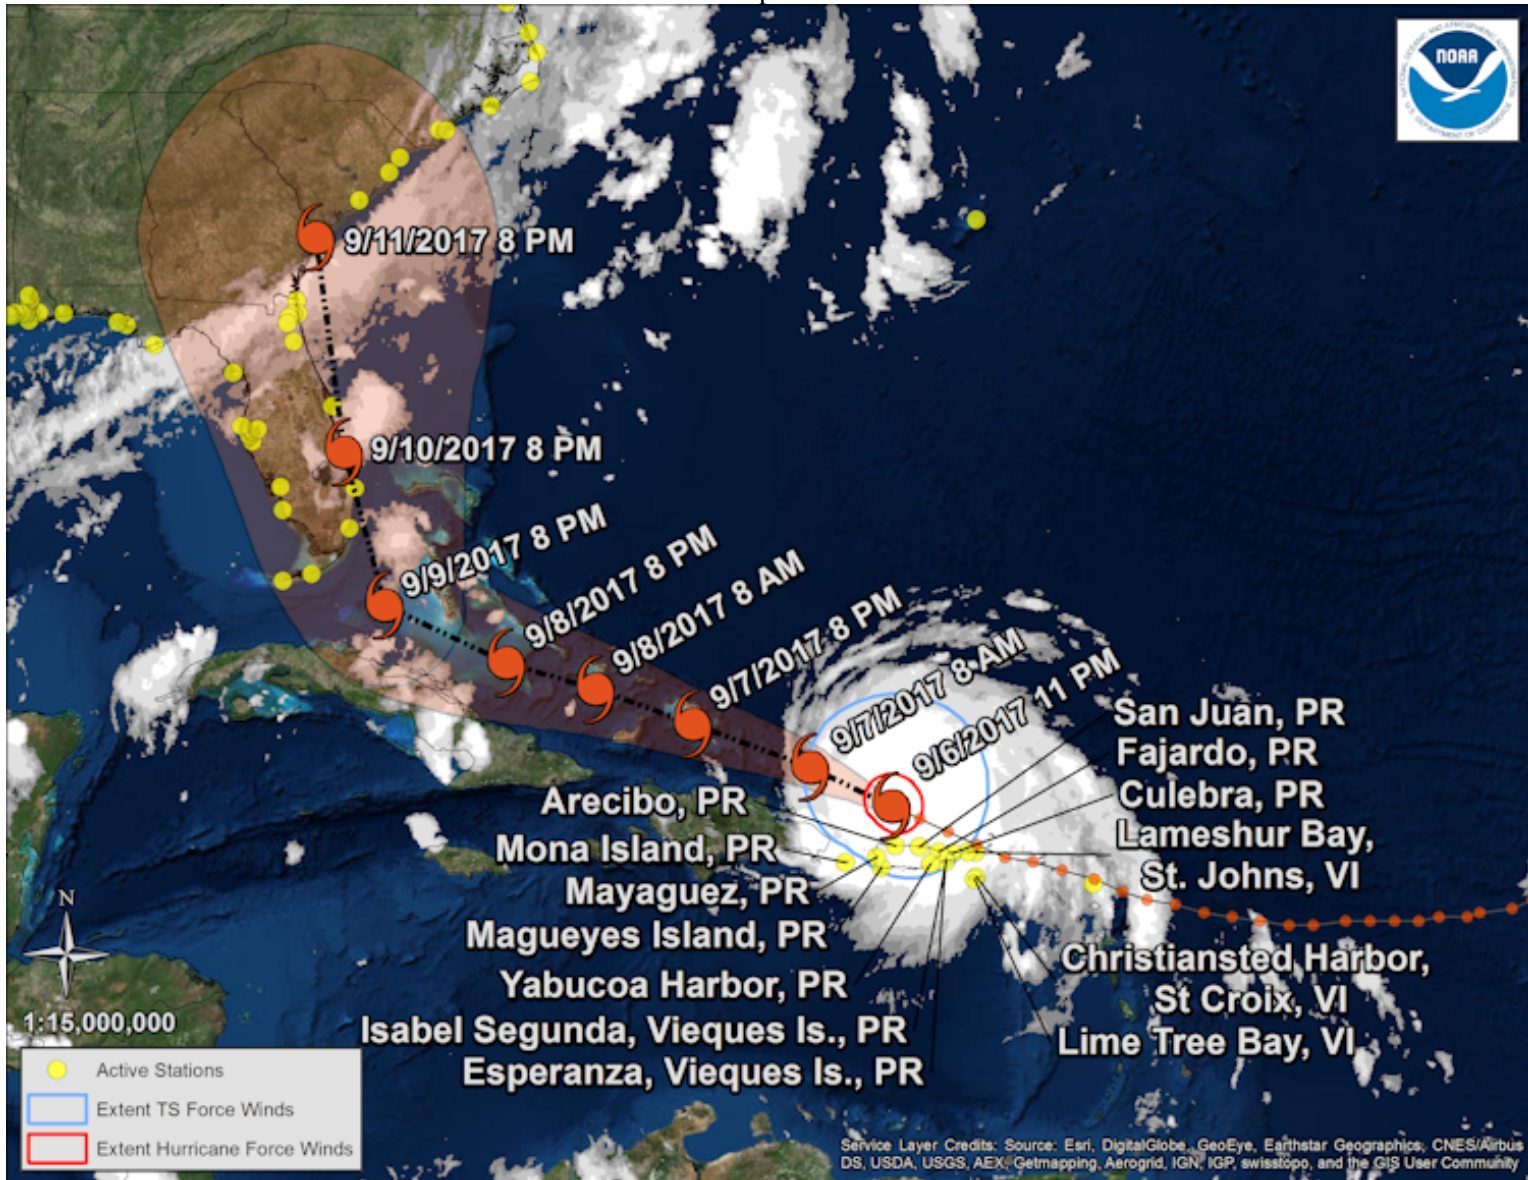 NOAA
9/11/2017 8 PM
9/10/2017 8 PM
9/9/2017 8 PM
9/8/2017 8 PM
9/8/2017 8 AM
9/7/2017 8 PM
9/7/2017 8 AM
9/6/2017 11 PM
San Juan, PR
Fajardo, PR
Culebra, PR
Lameshur Bay,
St. Johns, VI
Arecibo, PR
Mona Island, PR
Mayaguez, PR
Magueyes Island, PR
Yabucoa Harbor, PR
Isabel Segunda, Vieques Is., PR
Esperanza, Vieques Is., PR
Christiansted Harbor,
St Croix, VI
Lime Tree Bay, VI
N
1:15,000,000
Active Stations
Extent TS Force Winds
Extent Hurricane Force Winds
Service Layer Credits: Source: Esri, DigitalGlobe, GeoEye, Earthstar Geographics, CNES/Airbus
DS, USDA, USGS, AEX, Getmapping, Aerogrid, IGN, IGP, swisstopo, and the GIS User Community